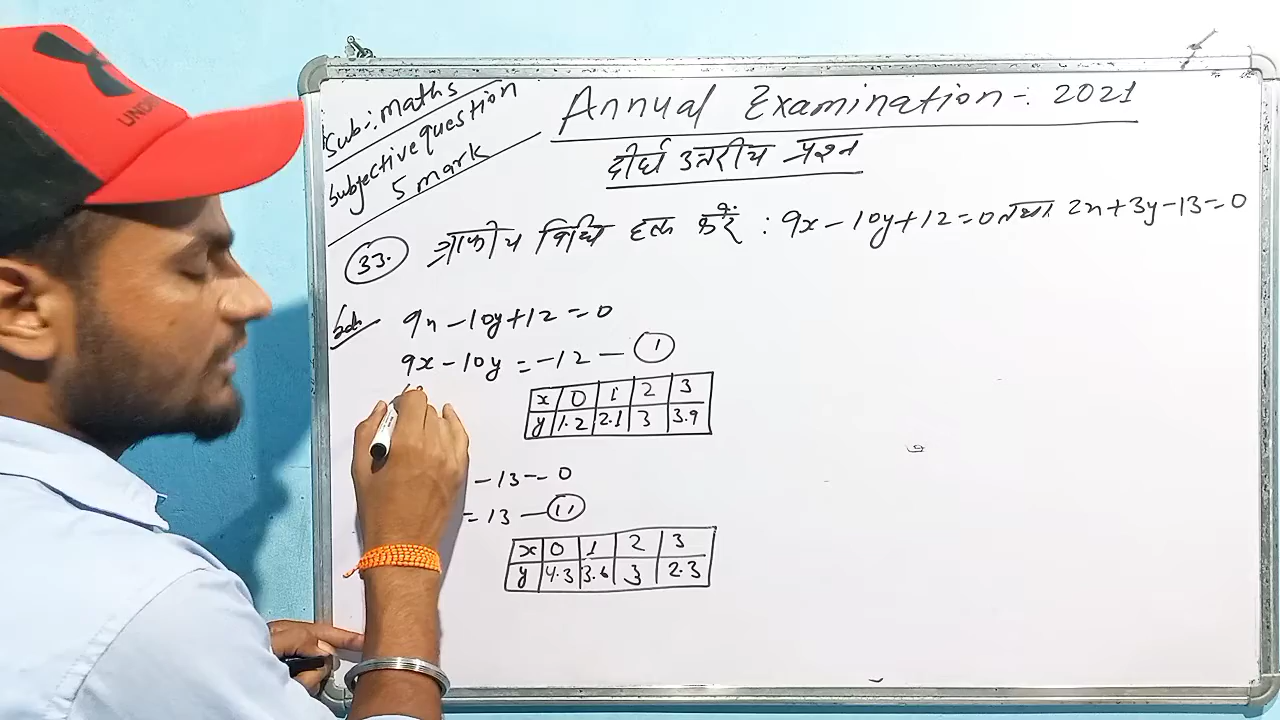 UNDER
Sub:- maths
Subjective question
5 mark
Annual Examination-: 2021
दीर्घ उत्तरीय प्रश्न
33. ग्राफीय विधि हल करें : 9x-10y+12=0 तथा 2x+3y-13=0
Soln 9x-10y+12=0
9x-10y=-12 — (1)
x 0 1 2 3
y 1.2 2.1 3 3.9
-13=0
=13 — (11)
x 0 1 2 3
y 4.3 3.6 3 2.3